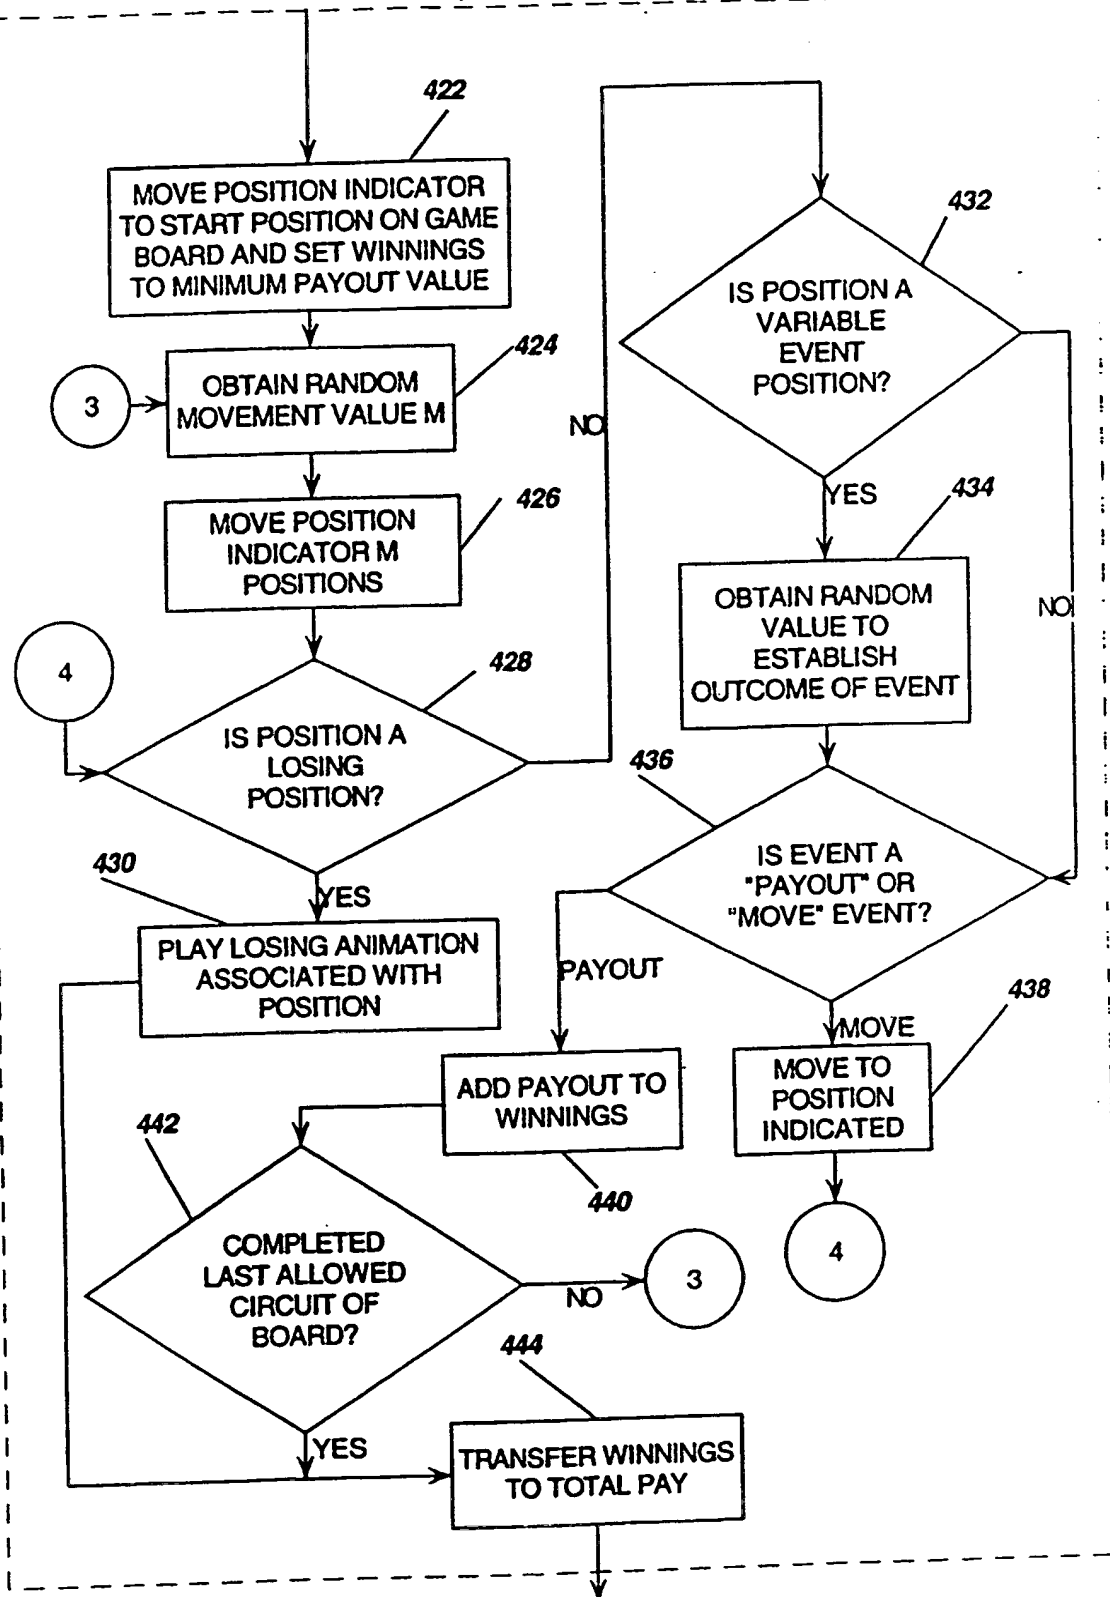 422
MOVE POSITION INDICATOR
TO START POSITION ON GAME
BOARD AND SET WINNINGS
TO MINIMUM PAYOUT VALUE
424
3
OBTAIN RANDOM
MOVEMENT VALUE M
426
MOVE POSITION
INDICATOR M
POSITIONS
4
428
IS POSITION A
LOSING
POSITION?
NO
430
YES
PLAY LOSING ANIMATION
ASSOCIATED WITH
POSITION
432
IS POSITION A
VARIABLE
EVENT
POSITION?
YES
NO
434
OBTAIN RANDOM
VALUE TO
ESTABLISH
OUTCOME OF EVENT
436
IS EVENT A
"PAYOUT" OR
"MOVE" EVENT?
PAYOUT
MOVE
438
MOVE TO
POSITION
INDICATED
4
ADD PAYOUT TO
WINNINGS
440
442
COMPLETED
LAST ALLOWED
CIRCUIT OF
BOARD?
NO
3
YES
444
TRANSFER WINNINGS
TO TOTAL PAY